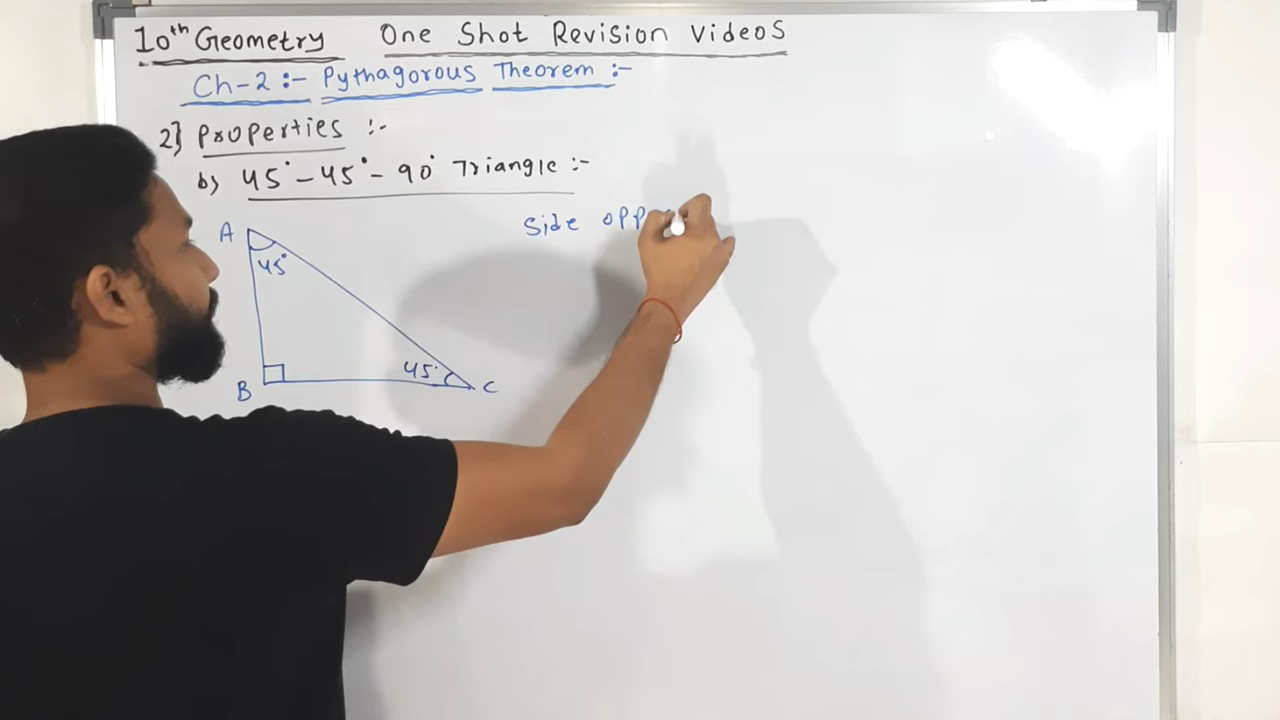 10th Geometry One Shot Revision Videos
Ch-2 :- Pythagorous Theorem :-
2] Properties :-
b) 45° - 45° - 90° Triangle :-
A
Side opp
45°
45°
B
C